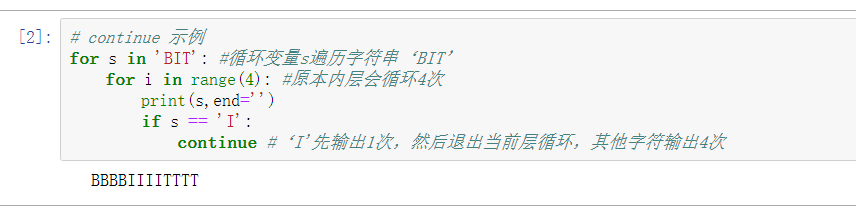 [2]: # continue 示例
for s in 'BIT': #循环变量s遍历字符串‘BIT’
for i in range(4): #原本内层会循环4次
print(s,end='')
if s == 'I':
continue #‘I'先输出1次，然后退出当前层循环，其他字符输出4次
BBBBIIIITTTT